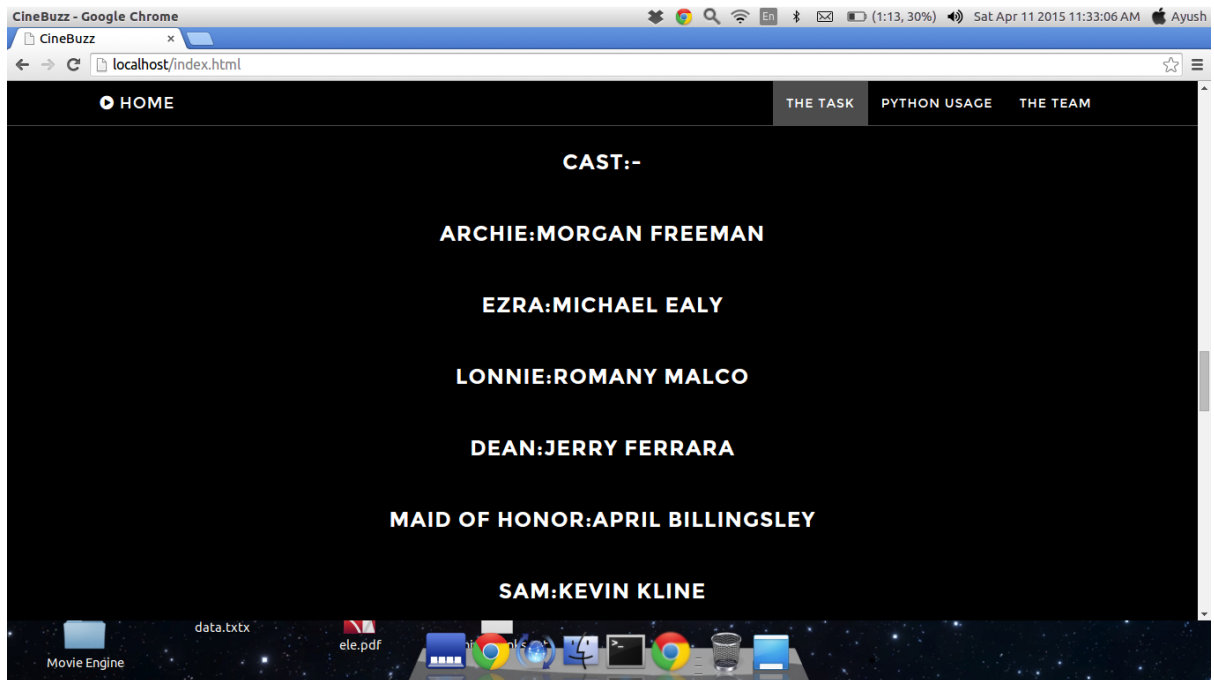 CineBuzz - Google Chrome
En
(1:13, 30%)
Sat Apr 11 2015 11:33:06 AM
Ayush
CineBuzz
localhost/index.html
HOME
THE TASK
PYTHON USAGE
THE TEAM
CAST:-
ARCHIE:MORGAN FREEMAN
EZRA:MICHAEL EALY
LONNIE:ROMANY MALCO
DEAN:JERRY FERRARA
MAID OF HONOR:APRIL BILLINGSLEY
SAM:KEVIN KLINE
data.txtx
ele.pdf
Movie Engine